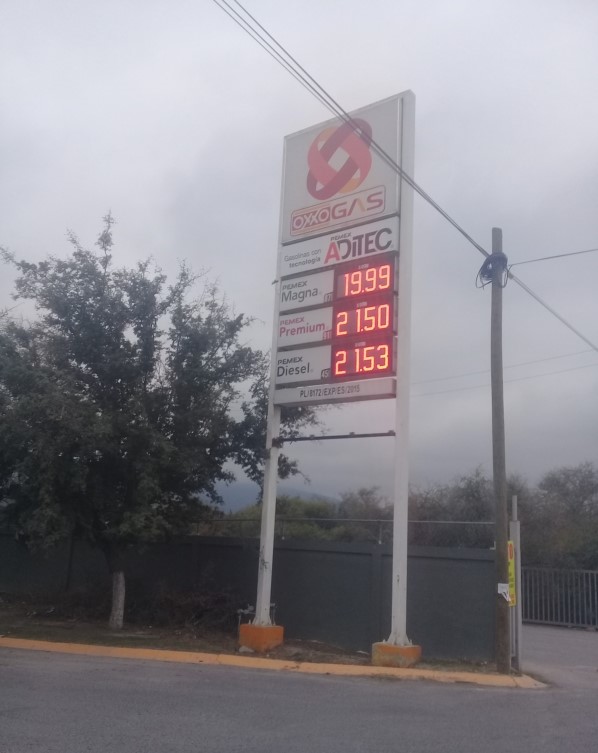 OXXO GAS
Gasolinas con
tecnología
PEMEX
ADITEC
PEMEX
Magna
19.99
PEMEX
Premium
21.50
PEMEX
Diesel
21.53
PL/8172/EXP/ES/2015